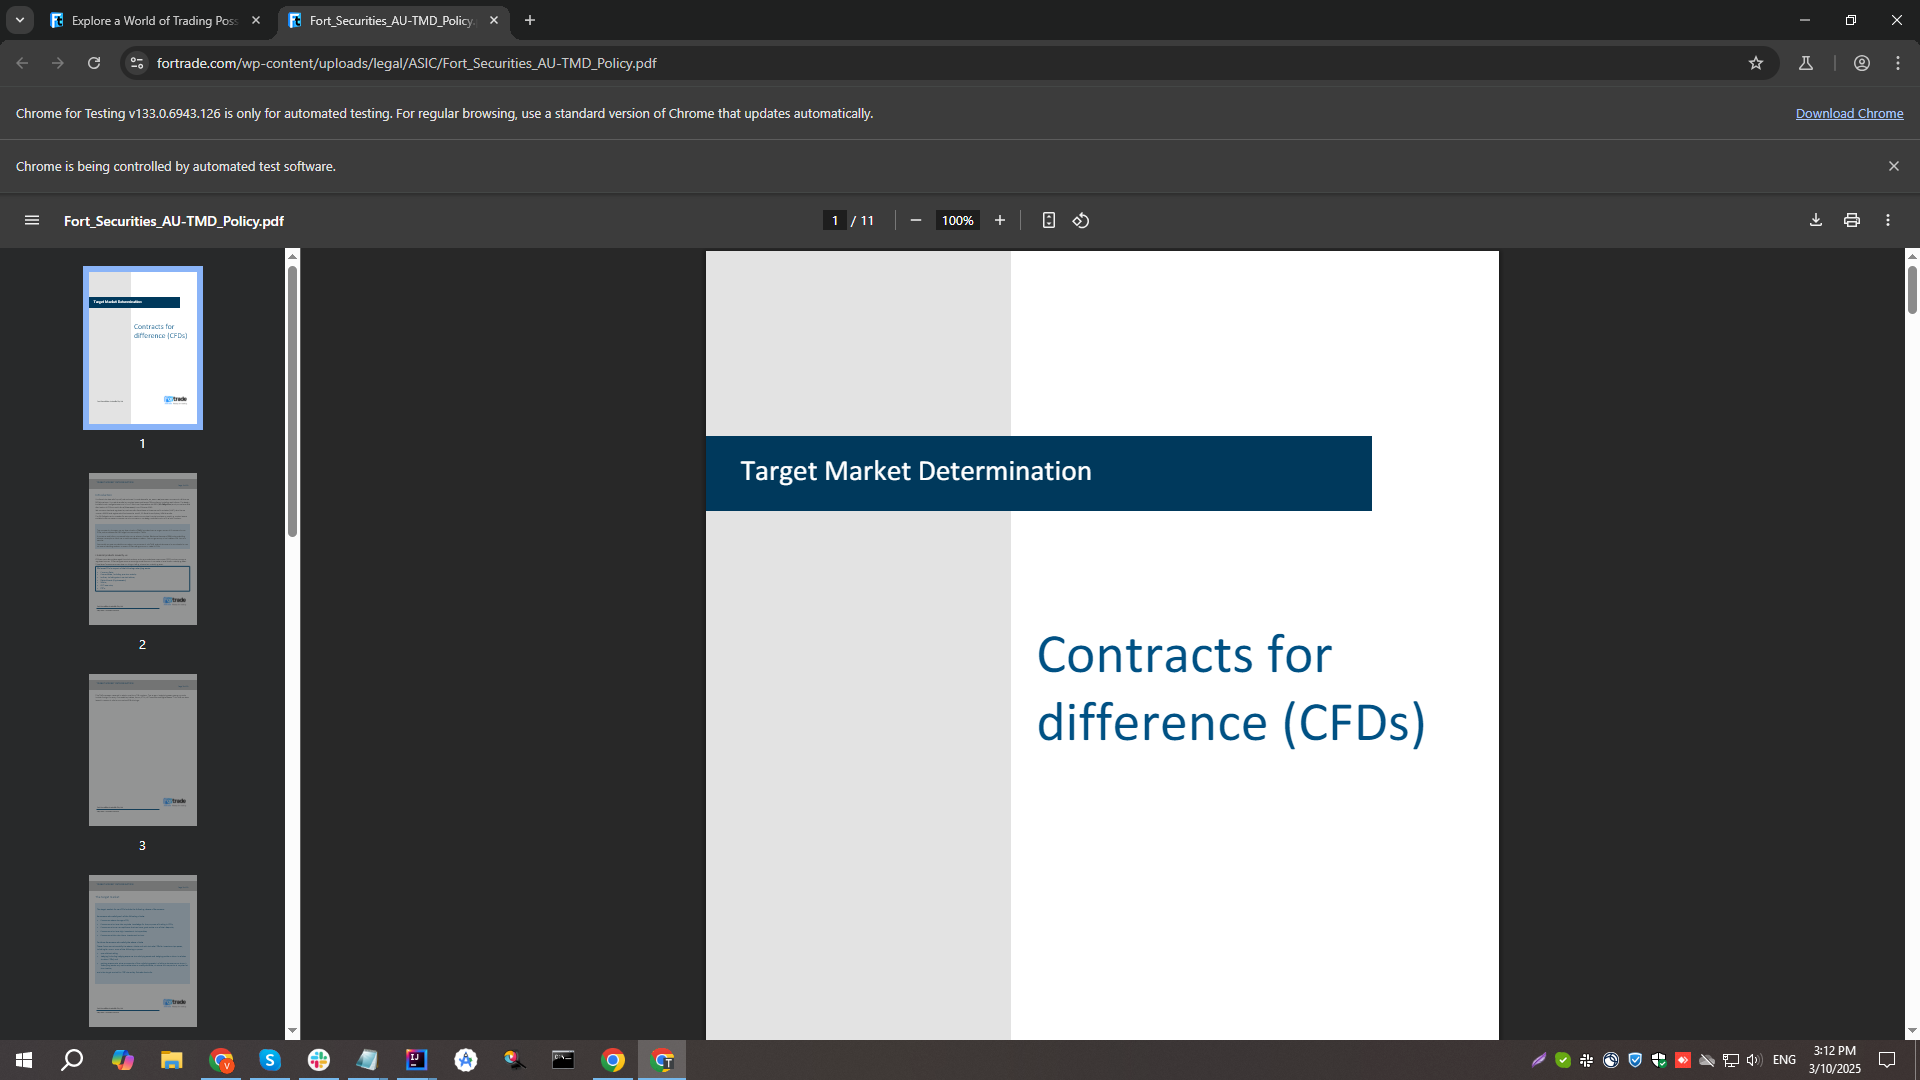 Explore a World of Trading Poss
Fort_Securities_AU-TMD_Policy.
fortrade.com/wp-content/uploads/legal/ASIC/Fort_Securities_AU-TMD_Policy.pdf
Chrome for Testing v133.0.6943.126 is only for automated testing. For regular browsing, use a standard version of Chrome that updates automatically.
Download Chrome
Chrome is being controlled by automated test software.
Fort_Securities_AU-TMD_Policy.pdf
1 / 11
100%
Target Market Determination
Contracts for
difference (CFDs)
trade
1
2
3
Target Market Determination
Contracts for
difference (CFDs)
ENG
3:12 PM
3/10/2025